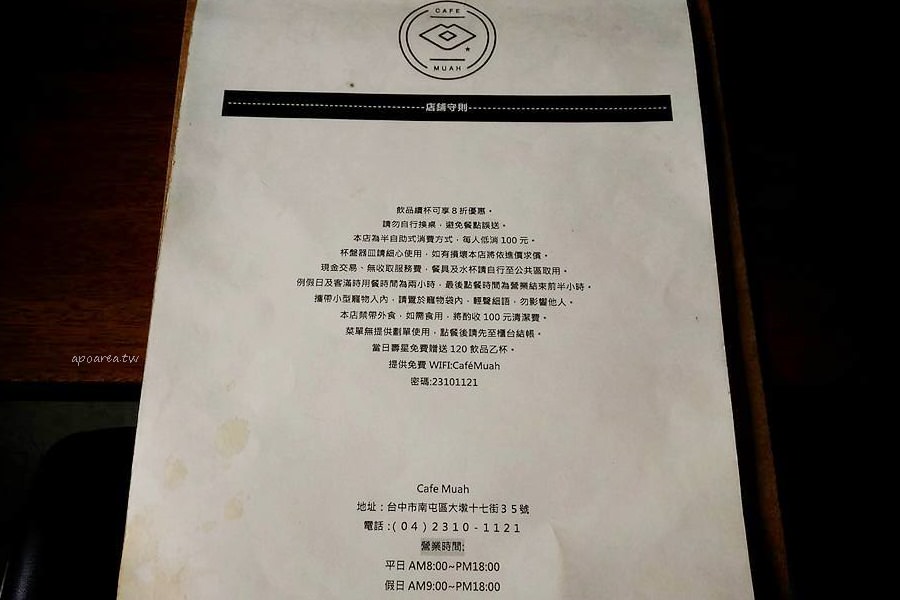 CAFE
MUAH
店舖守則
飲品續杯可享 8 折優惠。
請勿自行換桌，避免餐點誤送。
本店為半自助式消費方式，每人低消 100 元。
杯盤器皿請細心使用，如有損壞本店將依進價求償。
現金交易、無收取服務費，餐具及水杯請自行至公共區取用。
例假日及客滿時用餐時間為兩小時，最後點餐時間為營業結束前半小時。
攜帶小型寵物入內，請置於寵物袋內，輕聲細語，勿影響他人。
本店禁帶外食，如需食用，將酌收 100 元清潔費。
菜單無提供劃單使用，點餐後請先至櫃台結帳。
當日壽星免費贈送 120 飲品乙杯。
提供免費 WIFI:CaféMuah
密碼:23101121
apoarea.tw
Cafe Muah
地址：台中市南屯區大墩十七街３５號
電話：(０４)２３１０-１１２１
營業時間:
平日 AM8:00~PM18:00
假日 AM9:00~PM18:00